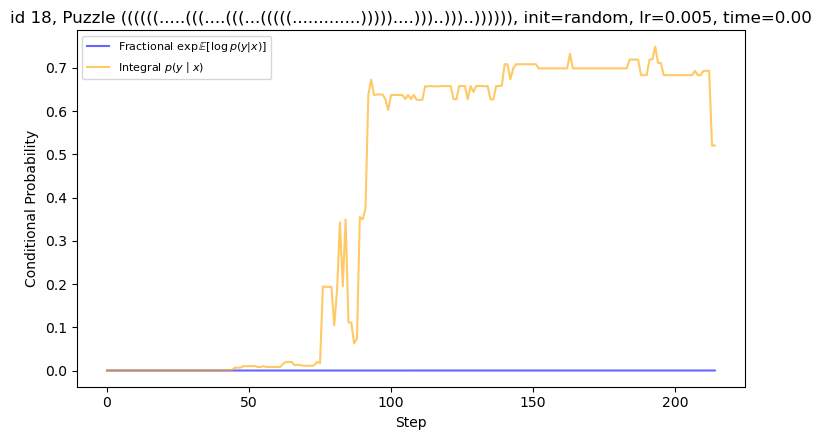 id 18, Puzzle ((((((.....(((....(((...(((((.............)))))....)))..)))..)))))), init=random, lr=0.005, time=0.00
Fractional exp𝔼[log p(y|x)]
Integral p(y | x)
Conditional Probability
0.7
0.6
0.5
0.4
0.3
0.2
0.1
0.0
0
50
100
150
200
Step